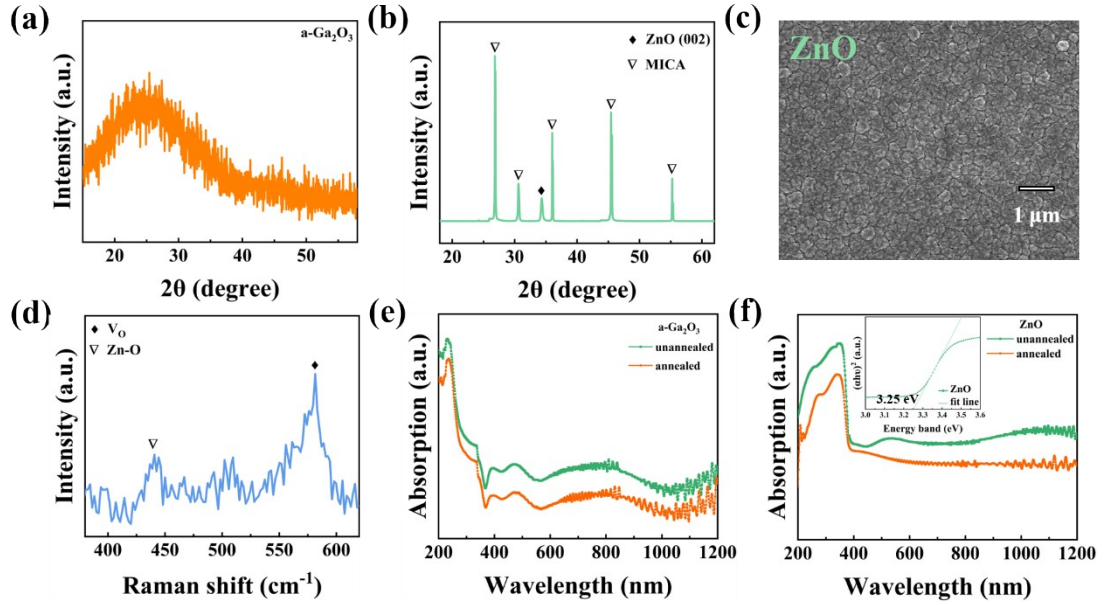 (a)
a-Ga₂O₃
Intensity (a.u.)
20 30 40 50
2θ (degree)
(b)
♦ ZnO (002)
▽ MICA
Intensity (a.u.)
20 30 40 50 60
2θ (degree)
(c)
ZnO
1 μm
(d)
♦ V_O
▽ Zn-O
Intensity (a.u.)
400 450 500 550 600
Raman shift (cm⁻¹)
(e)
a-Ga₂O₃
unannealed
annealed
Absorption (a.u.)
200 400 600 800 1000 1200
Wavelength (nm)
(f)
ZnO
unannealed
annealed
(αhυ)² (a.u.)
ZnO
fit line
3.25 eV
3.0 3.1 3.2 3.3 3.4 3.5 3.6
Energy band (eV)
Absorption (a.u.)
200 400 600 800 1000 1200
Wavelength (nm)